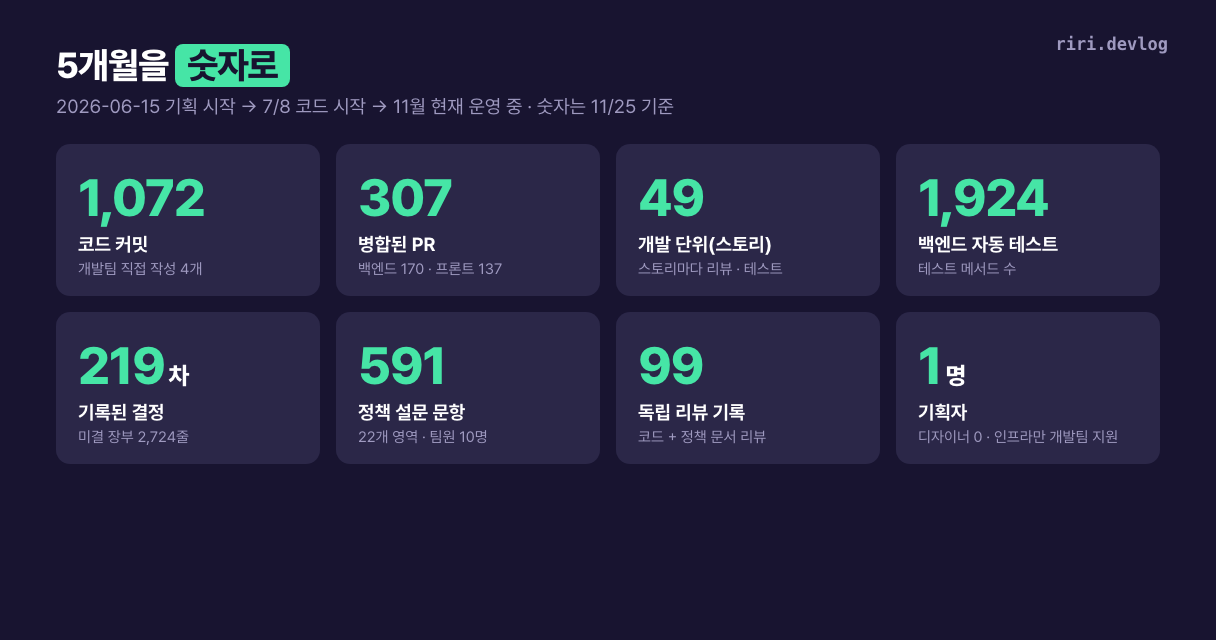 5개월을 숫자로
riri.devlog
2026-06-15 기획 시작 → 7/8 코드 시작 → 11월 현재 운영 중 · 숫자는 11/25 기준
1,072
코드 커밋
개발팀 직접 작성 4개
307
병합된 PR
백엔드 170 · 프론트 137
49
개발 단위(스토리)
스토리마다 리뷰 · 테스트
1,924
백엔드 자동 테스트
테스트 메서드 수
219차
기록된 결정
미결 장부 2,724줄
591
정책 설문 문항
22개 영역 · 팀원 10명
99
독립 리뷰 기록
코드 + 정책 문서 리뷰
1명
기획자
디자이너 0 · 인프라만 개발팀 지원